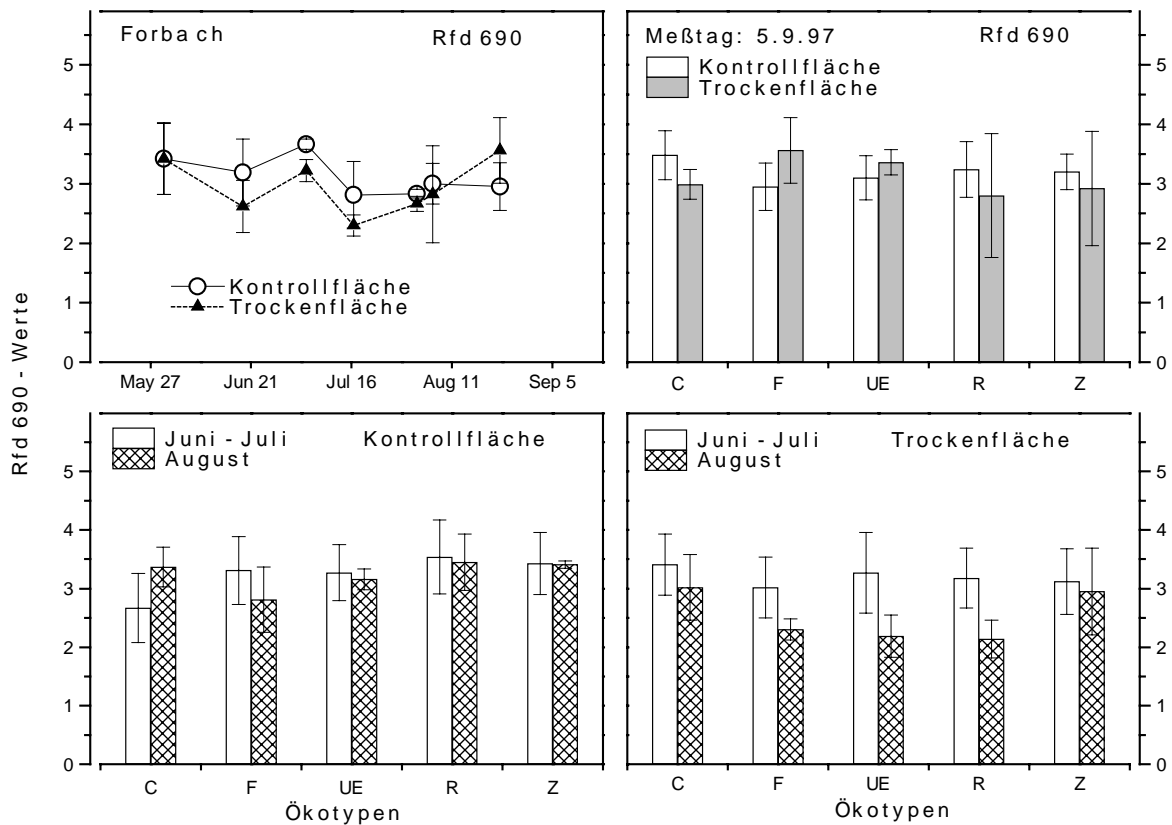 Forbach Rfd 690
5
4
3
2
1
0
Kontrollfläche
Trockenfläche
May 27 Jun 21 Jul 16 Aug 11 Sep 5
Meßtag: 5.9.97 Rfd 690
Kontrollfläche
Trockenfläche
5
4
3
2
1
0
C F UE R Z
Rfd 690 - Werte
Juni - Juli Kontrollfläche
August
5
4
3
2
1
0
C F UE R Z
Ökotypen
Juni - Juli Trockenfläche
August
5
4
3
2
1
0
C F UE R Z
Ökotypen